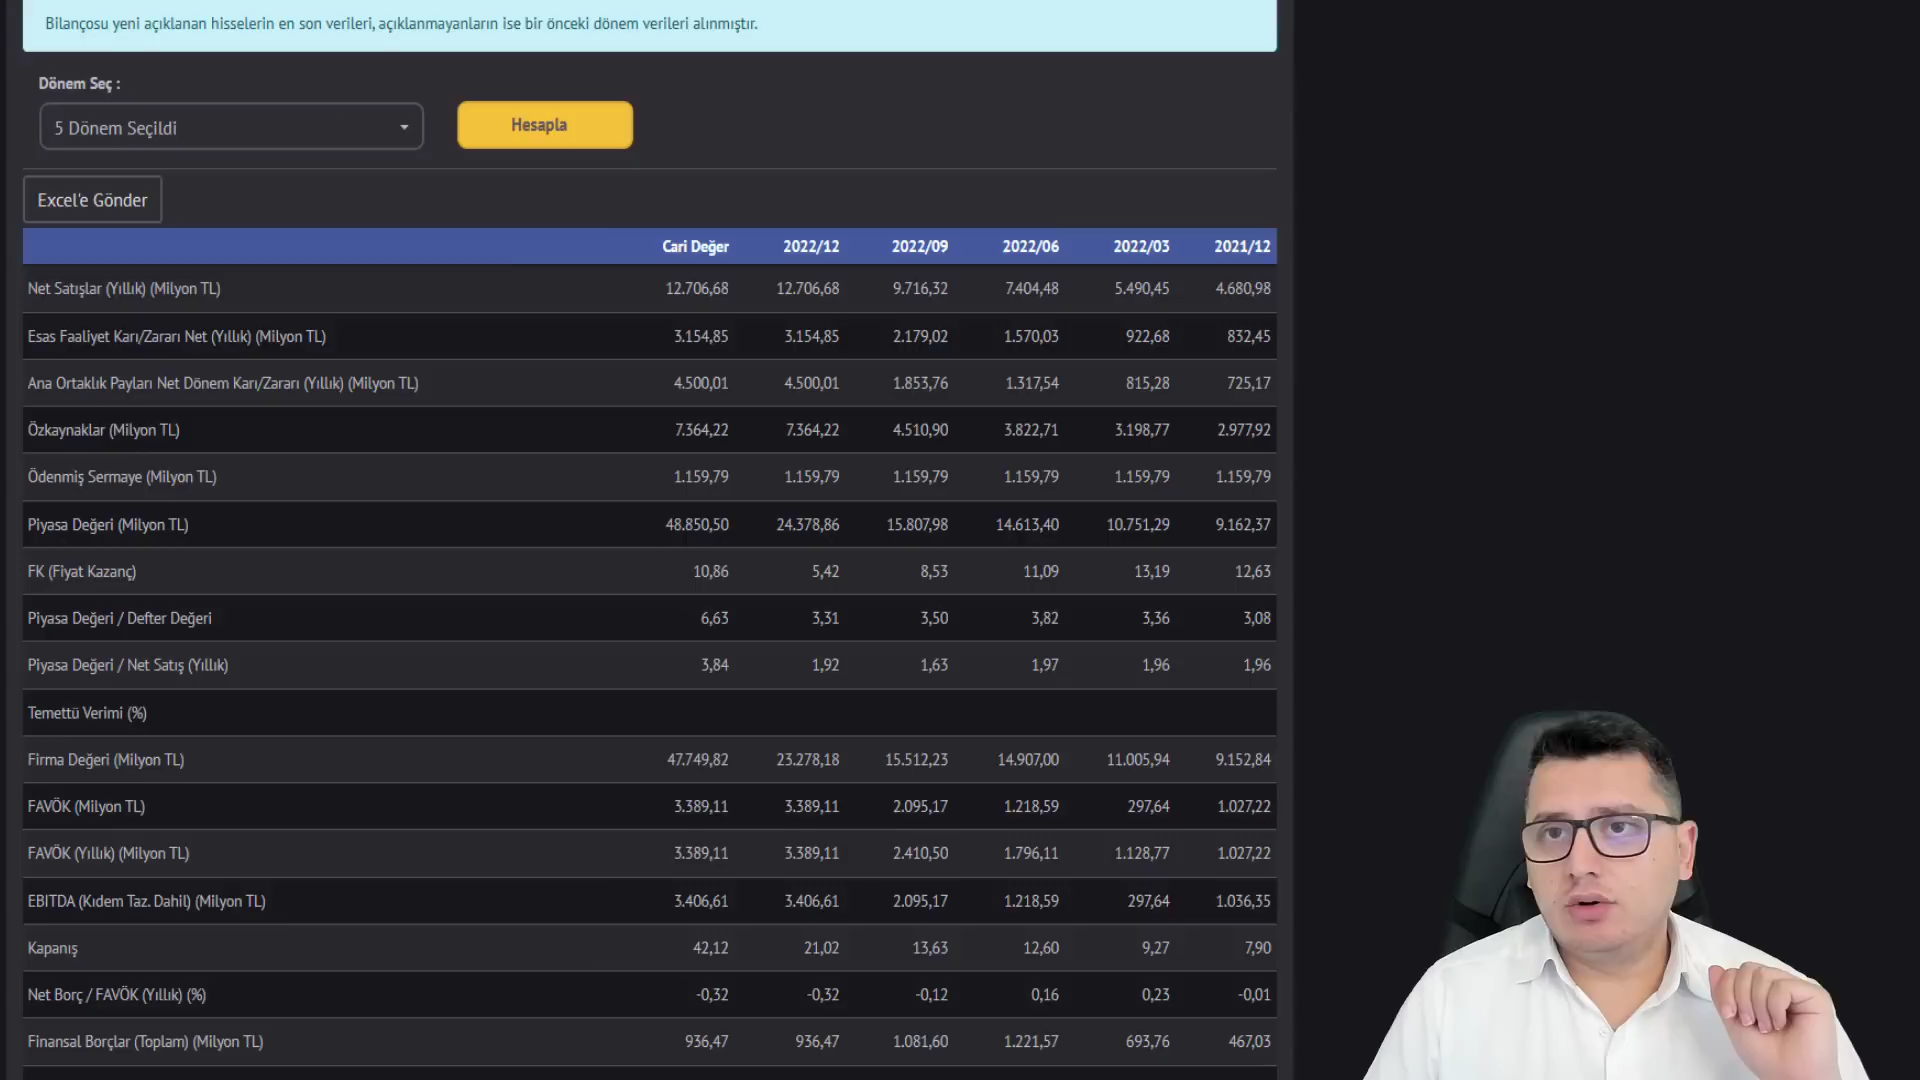 Bilançosu yeni açıklanan hisselerin en son verileri, açıklanmayanların ise bir önceki dönem verileri alınmıştır.
Dönem Seç :
5 Dönem Seçildi
Hesapla
Excel'e Gönder
Cari Değer 2022/12 2022/09 2022/06 2022/03 2021/12
Net Satışlar (Yıllık) (Milyon TL) 12.706,68 12.706,68 9.716,32 7.404,48 5.490,45 4.680,98
Esas Faaliyet Karı/Zararı Net (Yıllık) (Milyon TL) 3.154,85 3.154,85 2.179,02 1.570,03 922,68 832,45
Ana Ortaklık Payları Net Dönem Karı/Zararı (Yıllık) (Milyon TL) 4.500,01 4.500,01 1.853,76 1.317,54 815,28 725,17
Özkaynaklar (Milyon TL) 7.364,22 7.364,22 4.510,90 3.822,71 3.198,77 2.977,92
Ödenmiş Sermaye (Milyon TL) 1.159,79 1.159,79 1.159,79 1.159,79 1.159,79 1.159,79
Piyasa Değeri (Milyon TL) 48.850,50 24.378,86 15.807,98 14.613,40 10.751,29 9.162,37
FK (Fiyat Kazanç) 10,86 5,42 8,53 11,09 13,19 12,63
Piyasa Değeri / Defter Değeri 6,63 3,31 3,50 3,82 3,36 3,08
Piyasa Değeri / Net Satış (Yıllık) 3,84 1,92 1,63 1,97 1,96 1,96
Temettü Verimi (%)
Firma Değeri (Milyon TL) 47.749,82 23.278,18 15.512,23 14.907,00 11.005,94 9.152,84
FAVÖK (Milyon TL) 3.389,11 3.389,11 2.095,17 1.218,59 297,64 1.027,22
FAVÖK (Yıllık) (Milyon TL) 3.389,11 3.389,11 2.410,50 1.796,11 1.128,77 1.027,22
EBITDA (Kıdem Taz. Dahil) (Milyon TL) 3.406,61 3.406,61 2.095,17 1.218,59 297,64 1.036,35
Kapanış 42,12 21,02 13,63 12,60 9,27 7,90
Net Borç / FAVÖK (Yıllık) (%) -0,32 -0,32 -0,12 0,16 0,23 -0,01
Finansal Borçlar (Toplam) (Milyon TL) 936,47 936,47 1.081,60 1.221,57 693,76 467,03